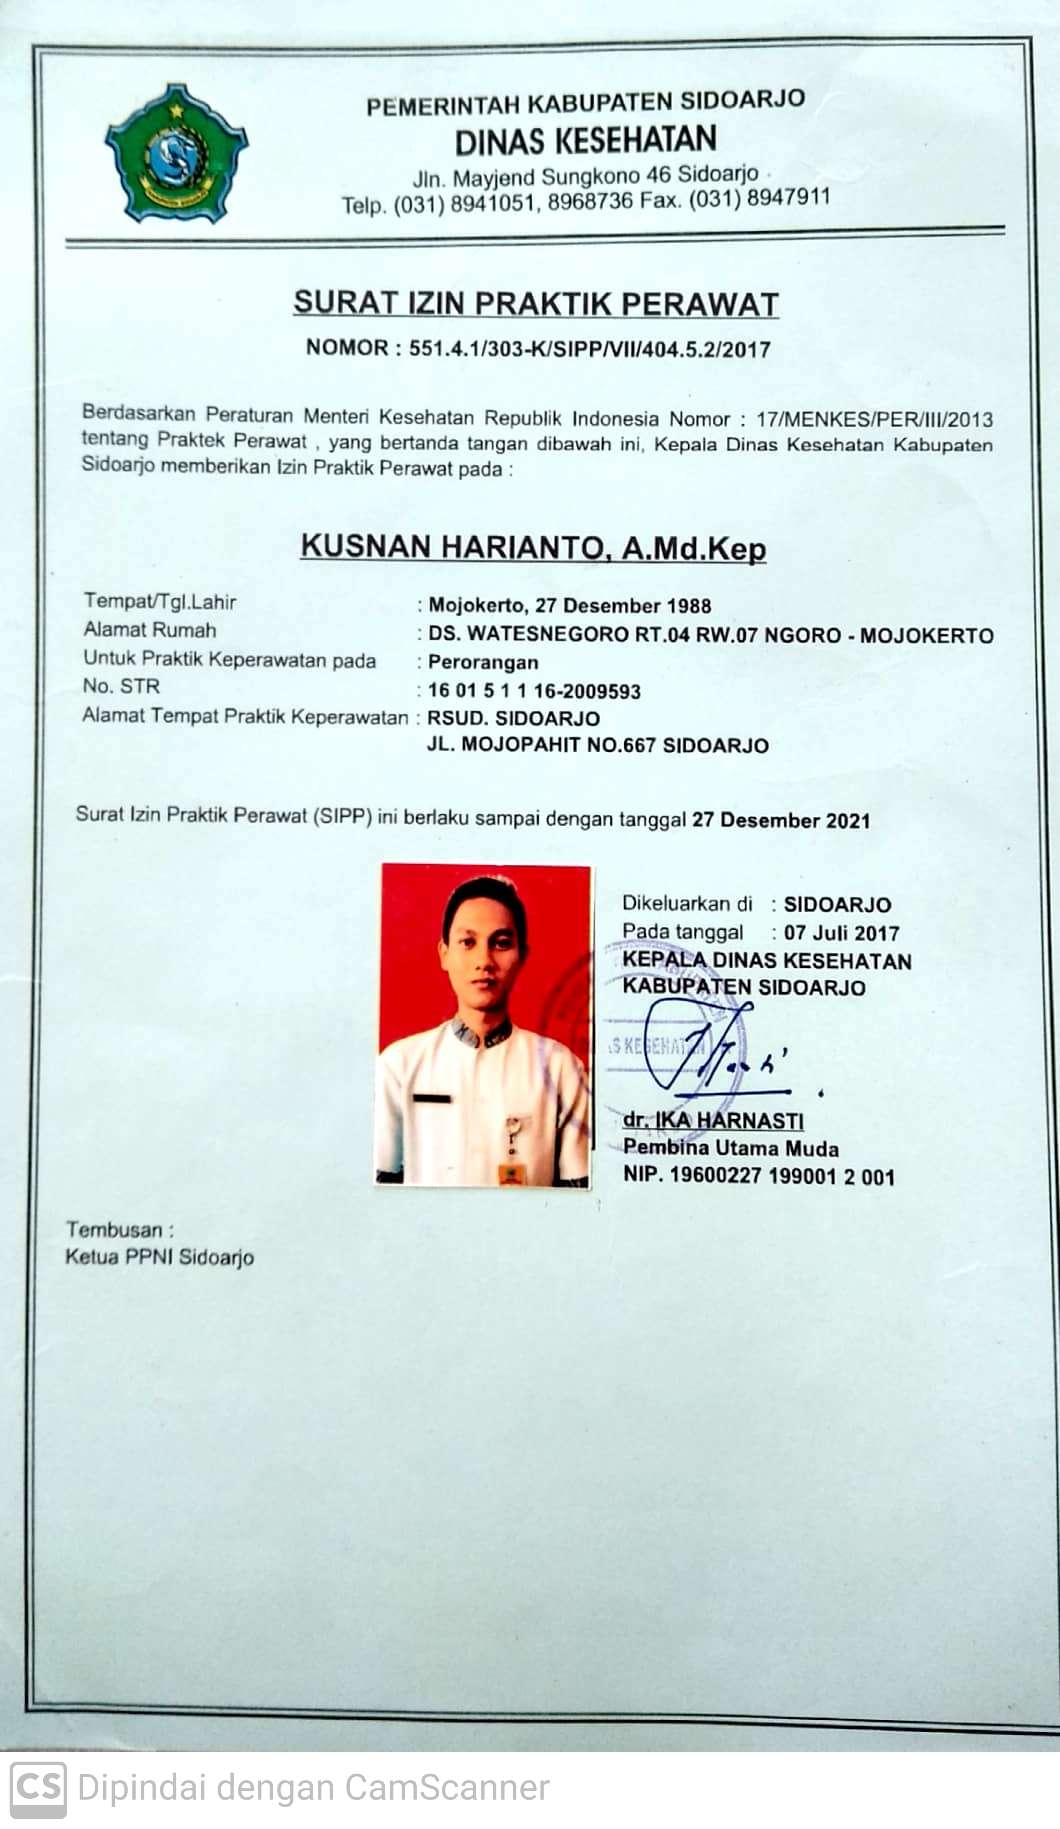 PEMERINTAH KABUPATEN SIDOARJO
DINAS KESEHATAN
Jln. Mayjend Sungkono 46 Sidoarjo
Telp. (031) 8941051, 8968736 Fax. (031) 8947911
SURAT IZIN PRAKTIK PERAWAT
NOMOR : 551.4.1/303-K/SIPP/VII/404.5.2/2017
Berdasarkan Peraturan Menteri Kesehatan Republik Indonesia Nomor : 17/MENKES/PER/III/2013
tentang Praktek Perawat , yang bertanda tangan dibawah ini, Kepala Dinas Kesehatan Kabupaten
Sidoarjo memberikan Izin Praktik Perawat pada :
KUSNAN HARIANTO, A.Md.Kep
Tempat/Tgl.Lahir : Mojokerto, 27 Desember 1988
Alamat Rumah : DS. WATESNEGORO RT.04 RW.07 NGORO - MOJOKERTO
Untuk Praktik Keperawatan pada : Perorangan
No. STR : 16 01 5 1 1 16-2009593
Alamat Tempat Praktik Keperawatan : RSUD. SIDOARJO
JL. MOJOPAHIT NO.667 SIDOARJO
Surat Izin Praktik Perawat (SIPP) ini berlaku sampai dengan tanggal 27 Desember 2021
Dikeluarkan di : SIDOARJO
Pada tanggal : 07 Juli 2017
KEPALA DINAS KESEHATAN
KABUPATEN SIDOARJO
S KESEHATAN
dr. IKA HARNASTI
Pembina Utama Muda
NIP. 19600227 199001 2 001
Tembusan :
Ketua PPNI Sidoarjo
CS Dipindai dengan CamScanner